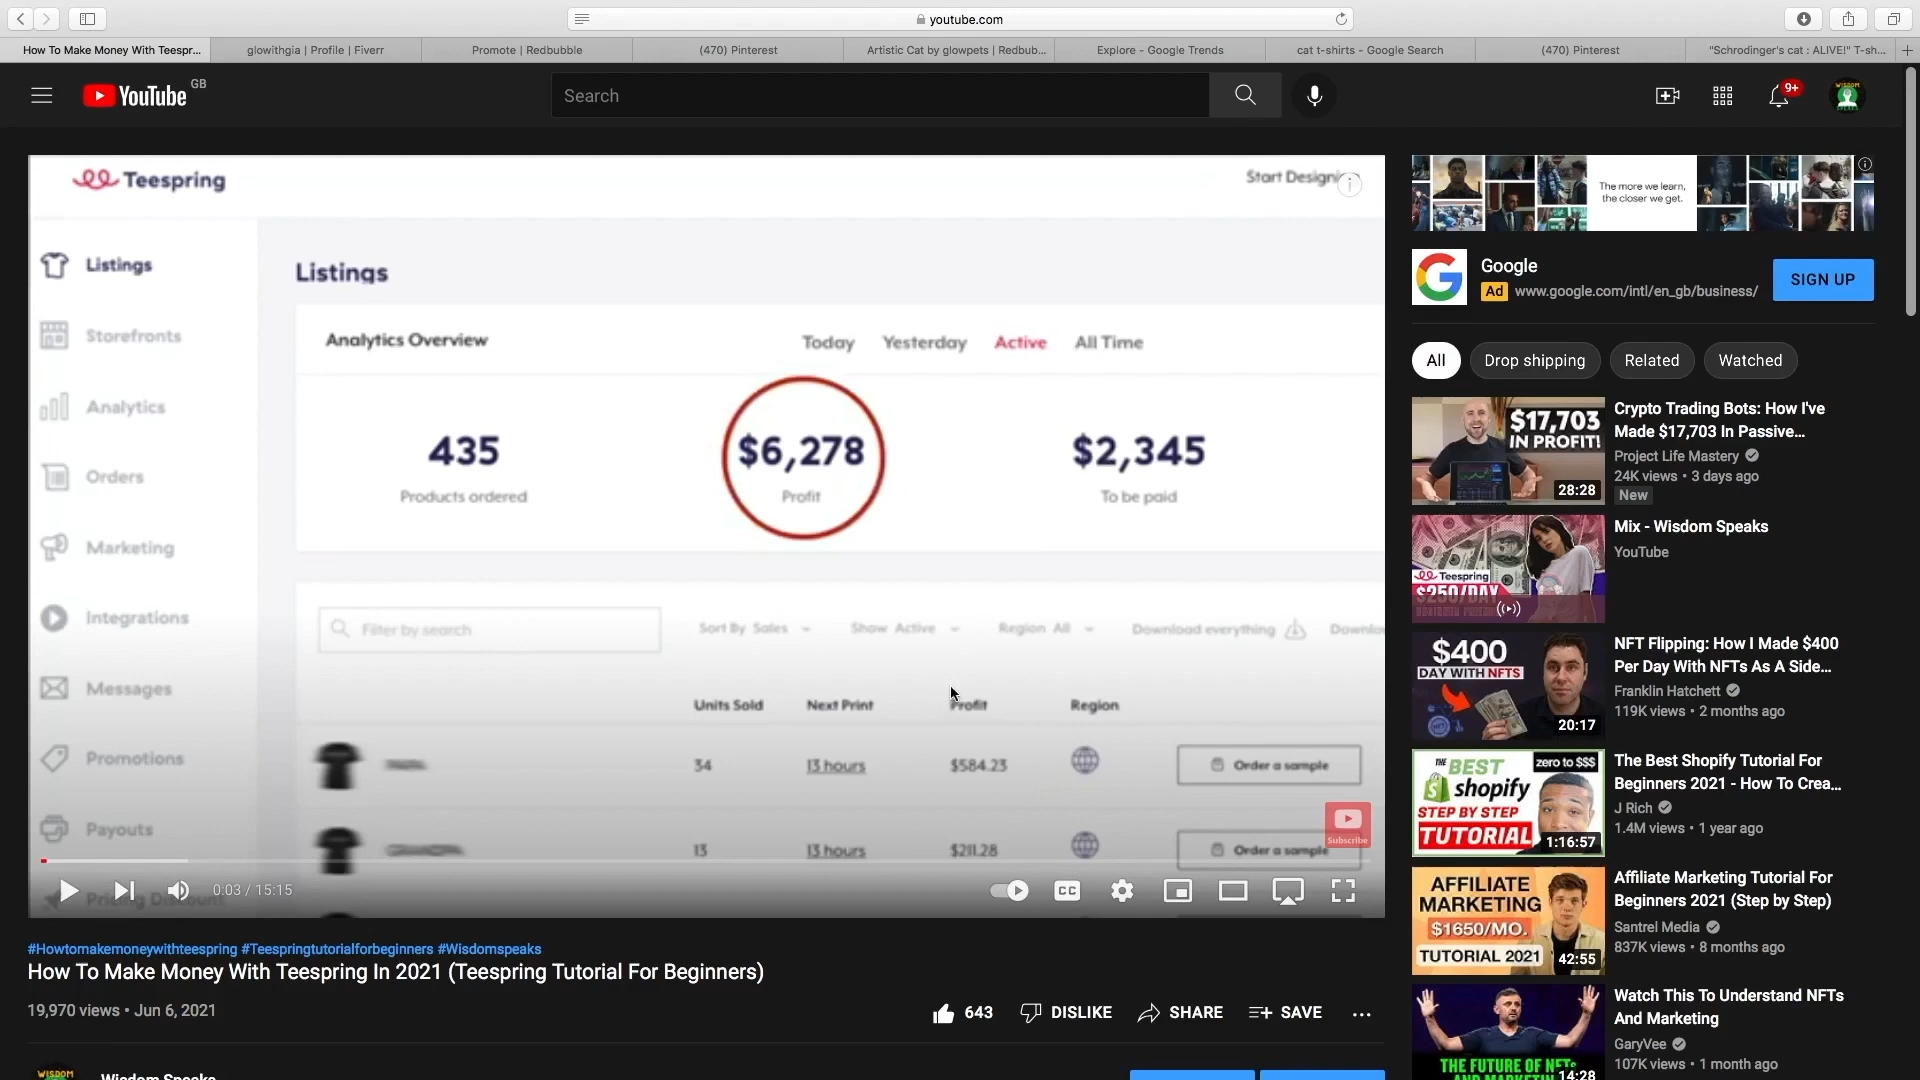 youtube.com
How To Make Money With Teespr...
glowithgia | Profile | Fiverr
Promote | Redbubble
(470) Pinterest
Artistic Cat by glowpets | Redbub...
Explore - Google Trends
cat t-shirts - Google Search
(470) Pinterest
"Schrodinger's cat : ALIVE!" T-sh...
YouTube GB
Search
9+
Teespring
Start Designi
Listings
Storefronts
Analytics
Orders
Marketing
Integrations
Messages
Promotions
Payouts
Pricing Discount
Listings
Analytics Overview
Today Yesterday Active All Time
435 $6,278 $2,345
Products ordered Profit To be paid
Filter by search Sort By Sales Show Active Region All Download everything Downlo
Units Sold Next Print Profit Region
34 13 hours $584.23 Order a sample
13 13 hours $211.28 Order a sample
Subscribe
0:03 / 15:15
CC
#Howtomakemoneywithteespring #Teespringtutorialforbeginners #Wisdomspeaks
How To Make Money With Teespring In 2021 (Teespring Tutorial For Beginners)
19,970 views • Jun 6, 2021
643 DISLIKE SHARE SAVE ...
WISDOM
Wisdom Speaks
The more we learn,
the closer we get.
Google
Ad www.google.com/intl/en_gb/business/
SIGN UP
All Drop shipping Related Watched
$17,703
IN PROFIT!
28:28
Crypto Trading Bots: How I've
Made $17,703 In Passive...
Project Life Mastery
24K views • 3 days ago
New
Teespring
$250/DAY
Mix - Wisdom Speaks
YouTube
$400
DAY WITH NFTS
20:17
NFT Flipping: How I Made $400
Per Day With NFTs As A Side...
Franklin Hatchett
119K views • 2 months ago
THE BEST zero to $$$
shopify
STEP BY STEP
TUTORIAL
1:16:57
The Best Shopify Tutorial For
Beginners 2021 - How To Crea...
J Rich
1.4M views • 1 year ago
AFFILIATE
MARKETING
$1650/MO.
TUTORIAL 2021
42:55
Affiliate Marketing Tutorial For
Beginners 2021 (Step by Step)
Santrel Media
837K views • 8 months ago
THE FUTURE OF NFTs
AND MARKETIN
14:28
Watch This To Understand NFTs
And Marketing
GaryVee
107K views • 1 month ago